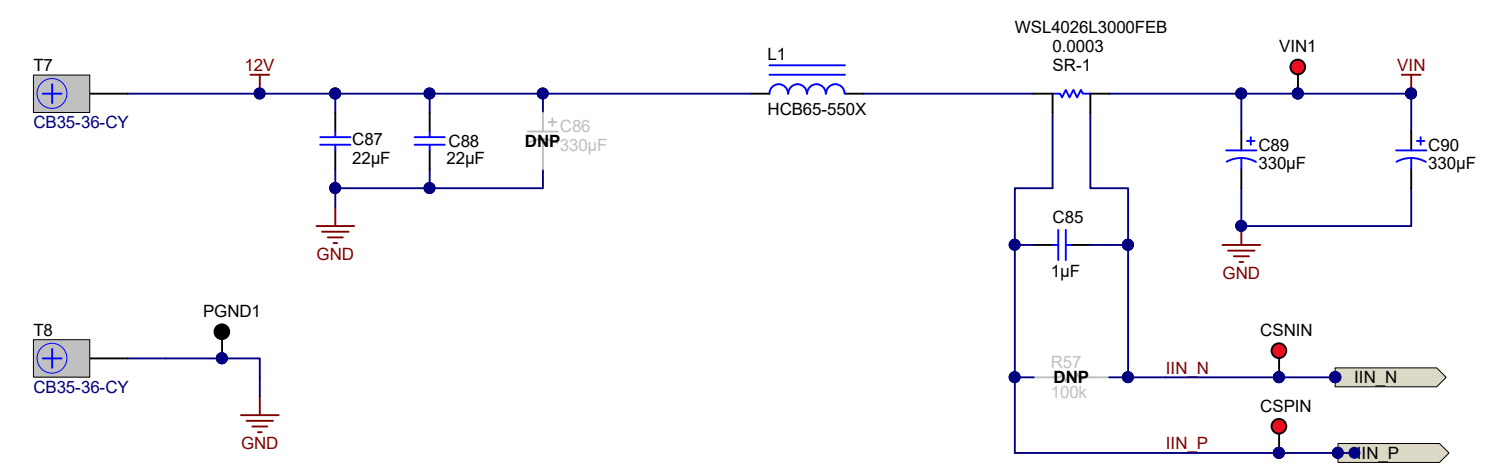 WSL4026L3000FEB
0.0003
SR-1
T7
12V
L1
VIN1
VIN
CB35-36-CY
HCB65-550X
C87
22µF
C88
22µF
+
C86
DNP
330µF
+
C89
330µF
+
C90
330µF
GND
C85
1µF
GND
T8
PGND1
CB35-36-CY
GND
R57
DNP
100k
CSNIN
IIN_N
IIN_N
CSPIN
IIN_P
IIN_P